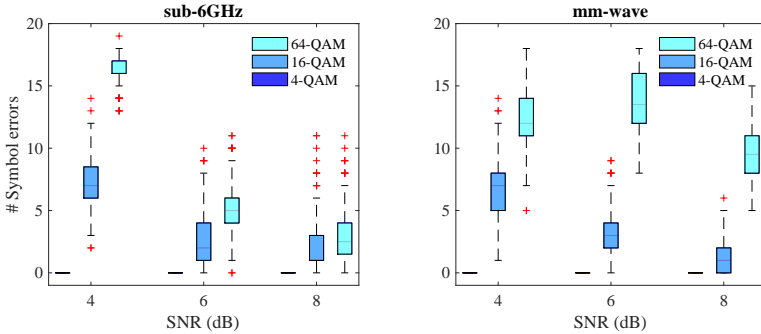 sub-6GHz
20
15
10
5
0
# Symbol errors
64-QAM
16-QAM
4-QAM
4
6
8
SNR (dB)
mm-wave
20
15
10
5
0
64-QAM
16-QAM
4-QAM
4
6
8
SNR (dB)